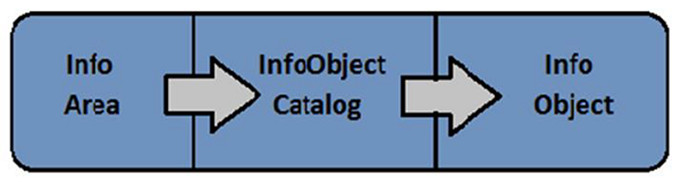 Info
Area
InfoObject
Catalog
Info
Object